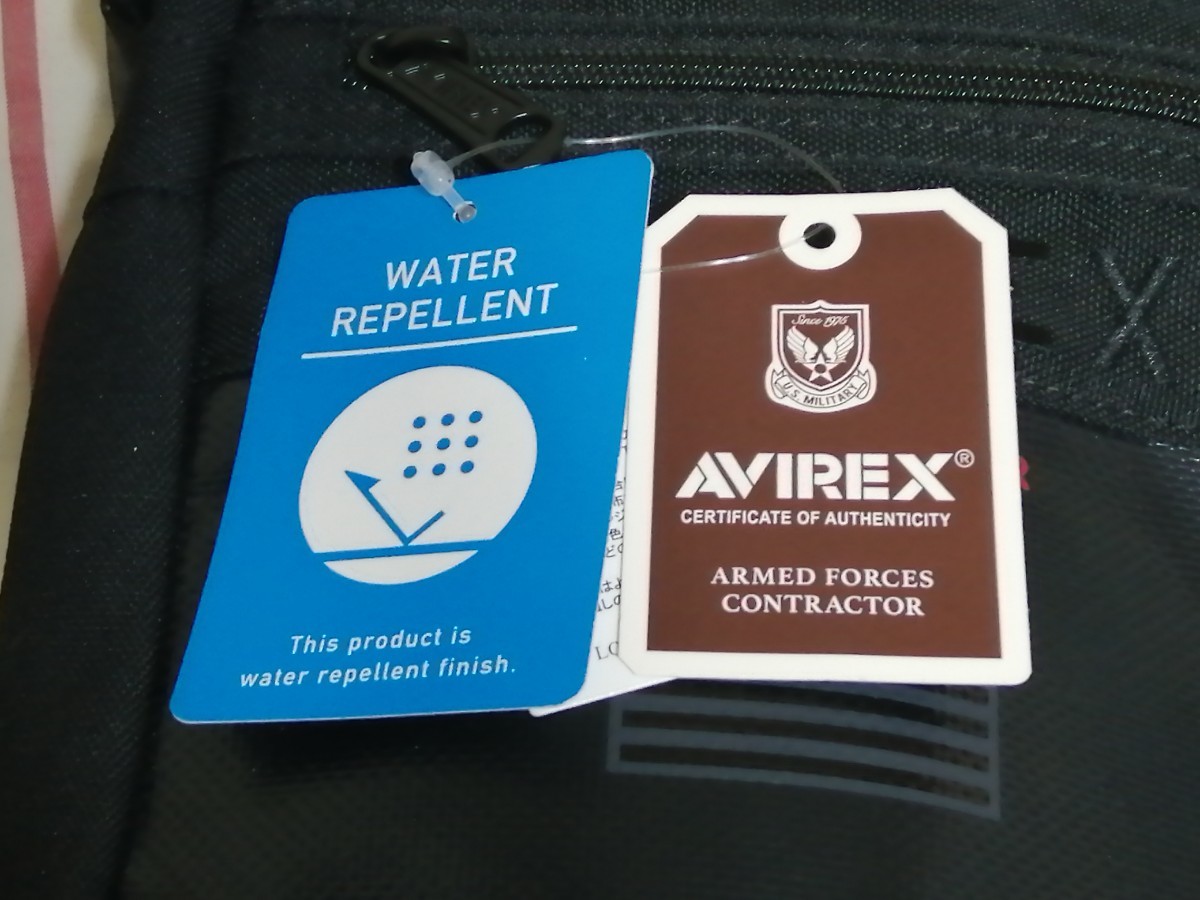 WATER
REPELLENT
This product is
water repellent finish.
Since 1975
U.S. MILITARY
AVIREX®
CERTIFICATE OF AUTHENTICITY
ARMED FORCES
CONTRACTOR